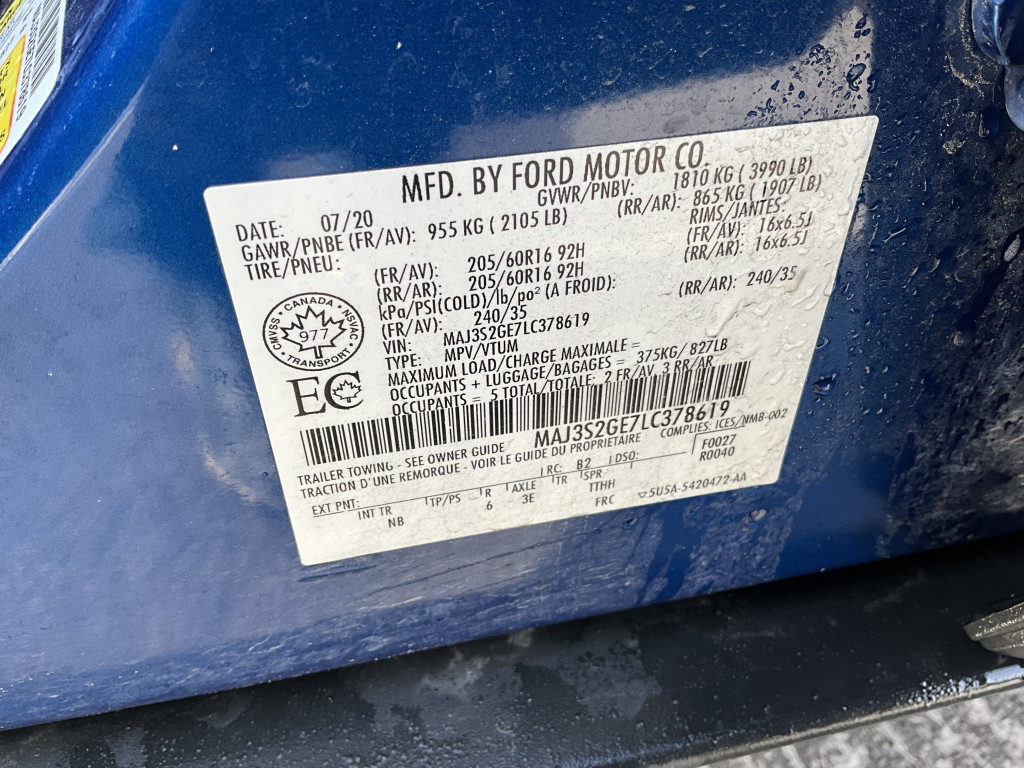 MFD. BY FORD MOTOR CO.
DATE: 07/20 GVWR/PNBV: 1810 KG ( 3990 LB)
GAWR/PNBE (FR/AV): 955 KG ( 2105 LB) (RR/AR): 865 KG ( 1907 LB)
TIRE/PNEU: RIMS/JANTES:
(FR/AV): 205/60R16 92H (FR/AV): 16x6.5J
(RR/AR): 205/60R16 92H (RR/AR): 16x6.5J
kPa/PSI(COLD)/lb/po² (A FROID):
(FR/AV): 240/35 (RR/AR): 240/35
VIN: MAJ3S2GE7LC378619
TYPE: MPV/VTUM
MAXIMUM LOAD/CHARGE MAXIMALE =
OCCUPANTS + LUGGAGE/BAGAGES = 375KG/ 827LB
OCCUPANTS = 5 TOTAL/TOTALE: 2 FR/AV, 3 RR/AR
CMVSS · CANADA · NSVAC · TRANSPORT ·
977
EC
MAJ3S2GE7LC378619
TRAILER TOWING - SEE OWNER GUIDE COMPLIES: ICES/NMB-002
TRACTION D'UNE REMORQUE - VOIR LE GUIDE DU PROPRIETAIRE
F0027
R0040
EXT PNT: RC: B2 DSO:
INT TR TP/PS R AXLE TR SPR
NB 6 3E TTHH
FRC 5U5A-5420472-AA